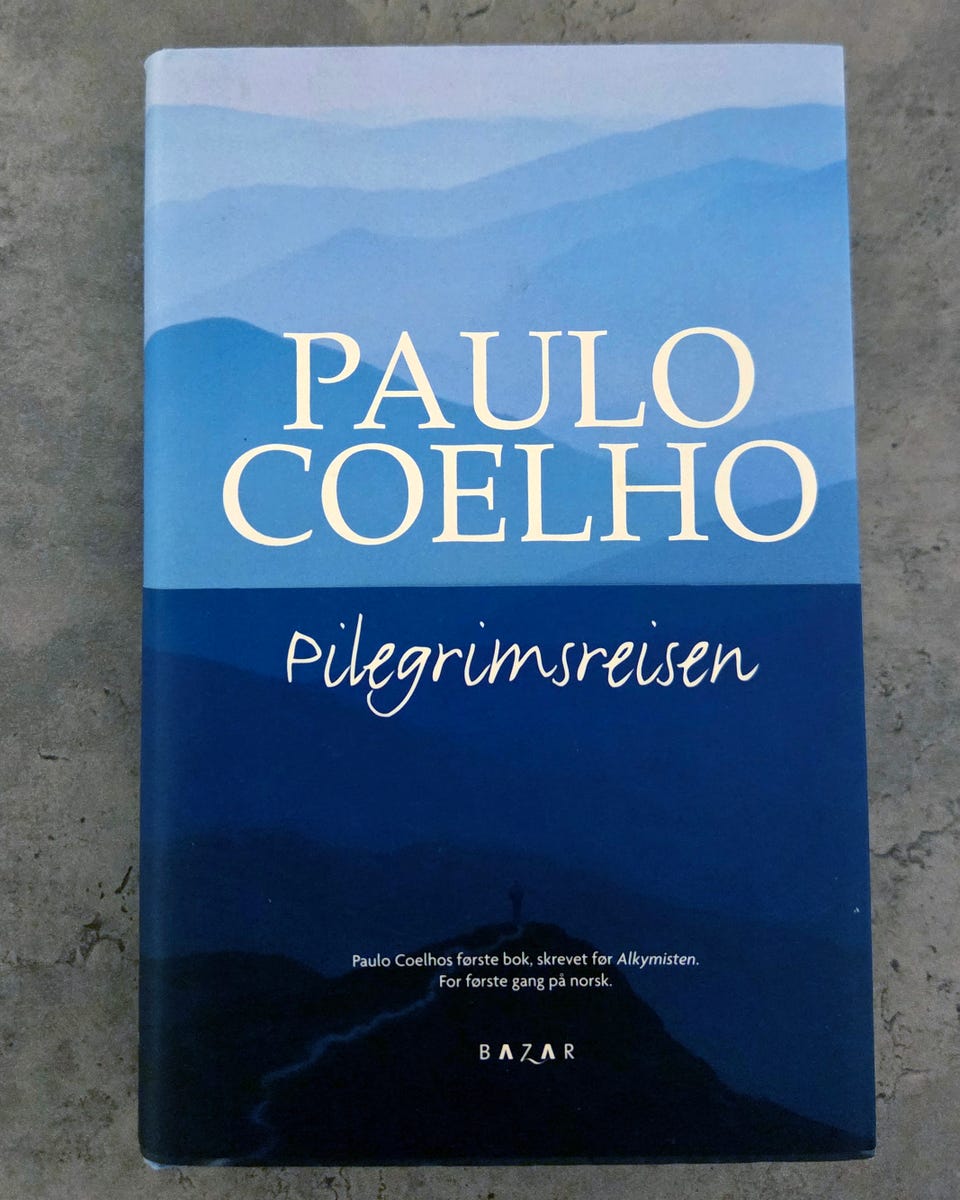 PAULO
COELHO
Pilegrimsreisen
Paulo Coelhos første bok, skrevet før Alkymisten.
For første gang på norsk.
BAZAR